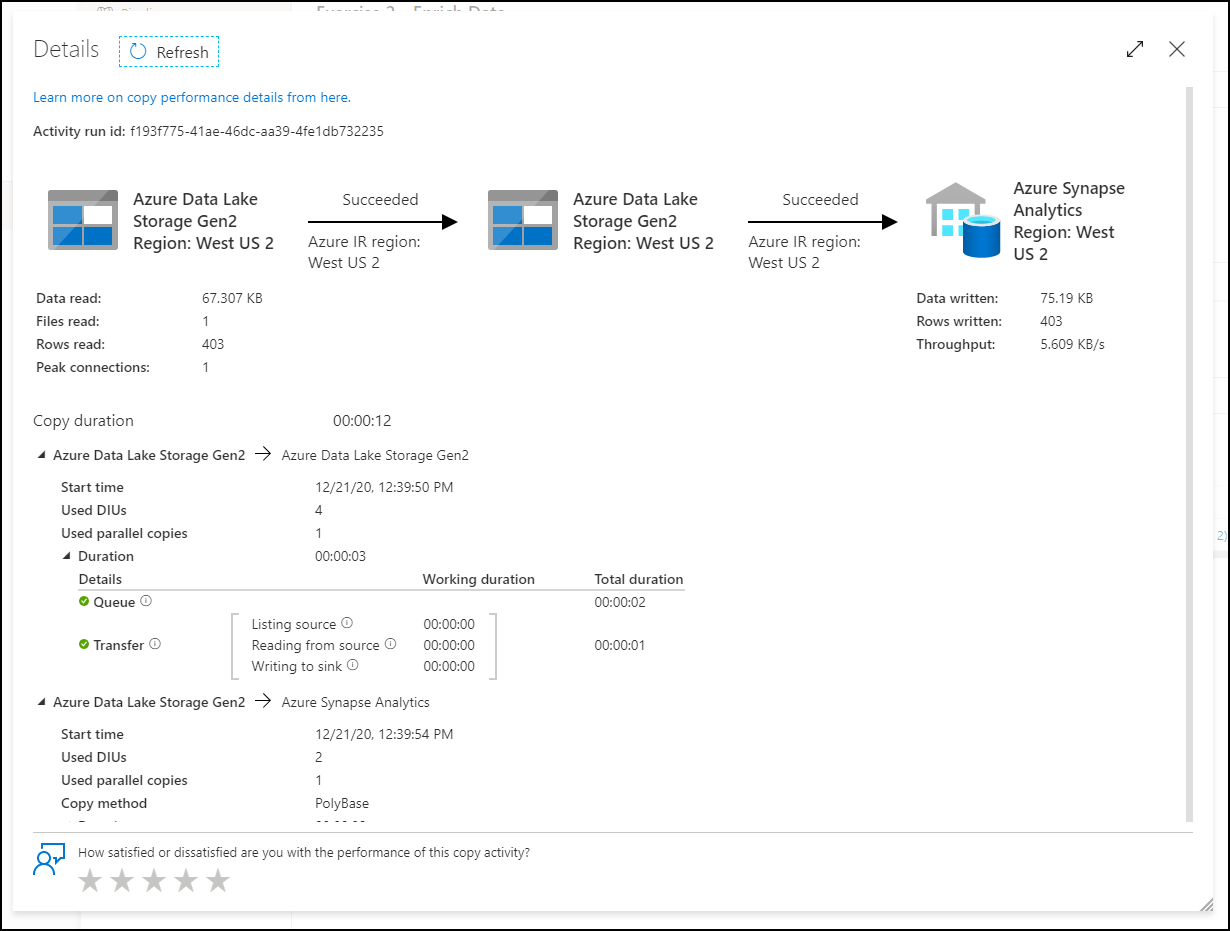 Details
Refresh
Learn more on copy performance details from here.
Activity run id: f193f775-41ae-46dc-aa39-4fe1db732235
Azure Data Lake
Storage Gen2
Region: West US 2
Succeeded
Azure IR region:
West US 2
Azure Data Lake
Storage Gen2
Region: West US 2
Succeeded
Azure IR region:
West US 2
Azure Synapse
Analytics
Region: West
US 2
Data read: 67.307 KB
Files read: 1
Rows read: 403
Peak connections: 1
Data written: 75.19 KB
Rows written: 403
Throughput: 5.609 KB/s
Copy duration 00:00:12
Azure Data Lake Storage Gen2 → Azure Data Lake Storage Gen2
Start time 12/21/20, 12:39:50 PM
Used DIUs 4
Used parallel copies 1
Duration 00:00:03
Details Working duration Total duration
Queue 00:00:02
Listing source 00:00:00
Transfer Reading from source 00:00:00 00:00:01
Writing to sink 00:00:00
Azure Data Lake Storage Gen2 → Azure Synapse Analytics
Start time 12/21/20, 12:39:54 PM
Used DIUs 2
Used parallel copies 1
Copy method PolyBase
How satisfied or dissatisfied are you with the performance of this copy activity?
2)